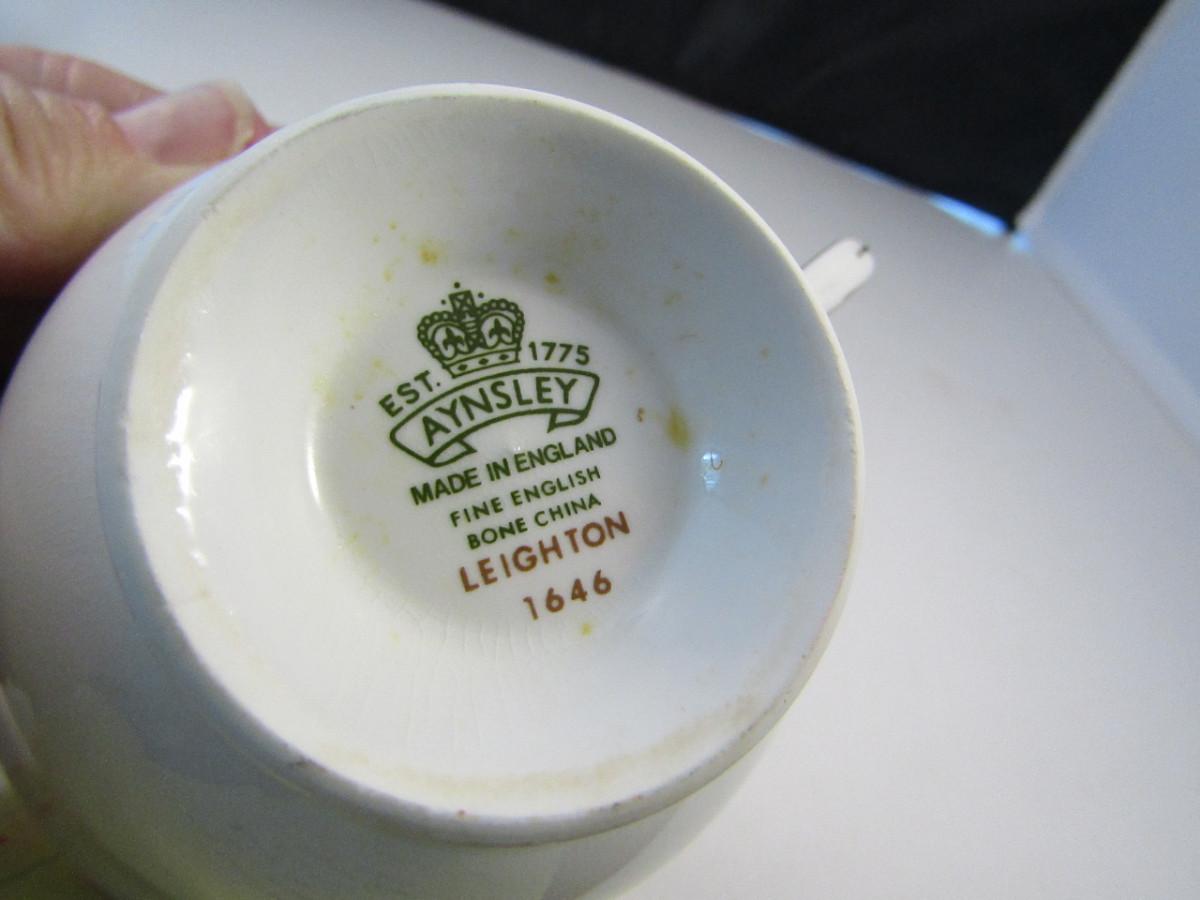 EST. 1775
AYNSLEY
MADE IN ENGLAND
FINE ENGLISH
BONE CHINA
LEIGHTON
1646